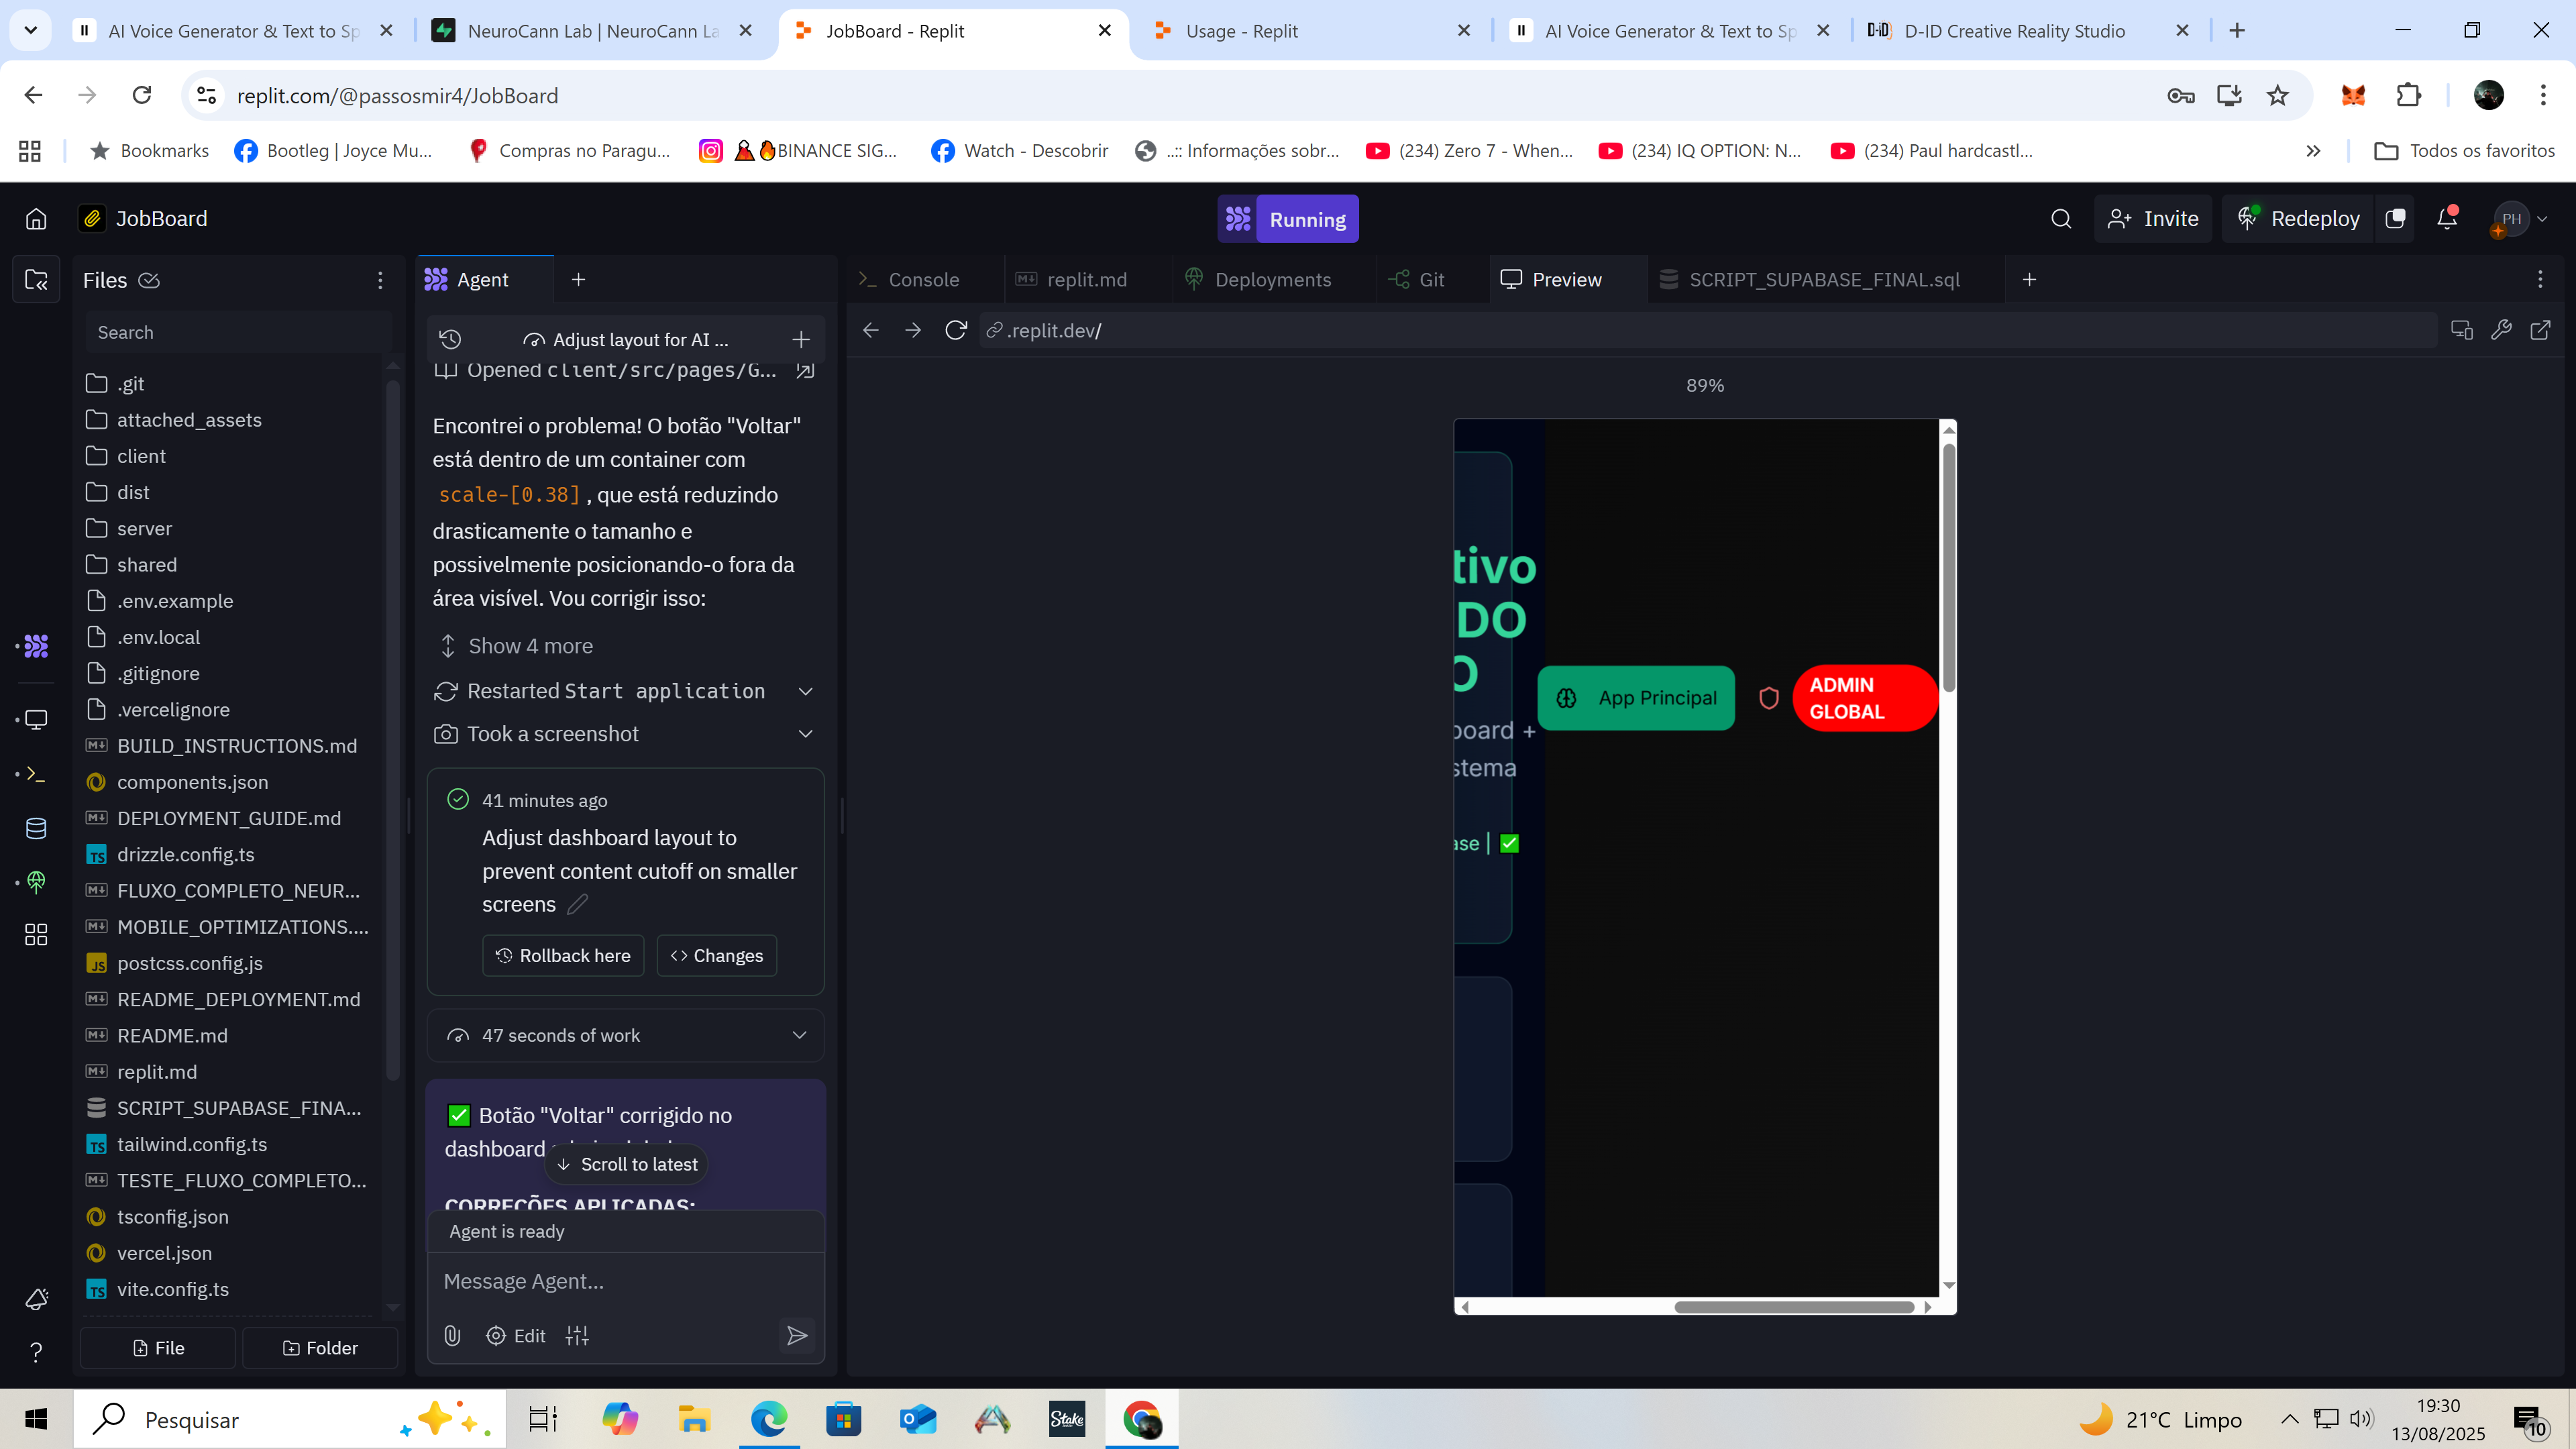 AI Voice Generator & Text to Sp
NeuroCann Lab | NeuroCann La
JobBoard - Replit
Usage - Replit
AI Voice Generator & Text to Sp
D-ID
D-ID Creative Reality Studio
replit.com/@passosmir4/JobBoard
Bookmarks
Bootleg | Joyce Mu...
Compras no Paragu...
BINANCE SIG...
Watch - Descobrir
..:: Informações sobr...
(234) Zero 7 - When...
(234) IQ OPTION: N...
(234) Paul hardcastl...
Todos os favoritos
JobBoard
Running
Invite
Redeploy
PH
Files
Search
.git
attached_assets
client
dist
server
shared
.env.example
.env.local
.gitignore
.vercelignore
BUILD_INSTRUCTIONS.md
components.json
DEPLOYMENT_GUIDE.md
drizzle.config.ts
FLUXO_COMPLETO_NEUR...
MOBILE_OPTIMIZATIONS....
postcss.config.js
README_DEPLOYMENT.md
README.md
replit.md
SCRIPT_SUPABASE_FINA...
tailwind.config.ts
TESTE_FLUXO_COMPLETO...
tsconfig.json
vercel.json
vite.config.ts
File
Folder
Agent
Adjust layout for AI ...
Opened client/src/pages/G...
Encontrei o problema! O botão "Voltar"
está dentro de um container com
scale-[0.38] , que está reduzindo
drasticamente o tamanho e
possivelmente posicionando-o fora da
área visível. Vou corrigir isso:
Show 4 more
Restarted Start application
Took a screenshot
41 minutes ago
Adjust dashboard layout to
prevent content cutoff on smaller
screens
Rollback here
Changes
47 seconds of work
✅ Botão "Voltar" corrigido no
dashboard
Scroll to latest
CORREÇÕES APLICADAS:
Agent is ready
Message Agent...
Edit
Console
replit.md
Deployments
Git
Preview
SCRIPT_SUPABASE_FINAL.sql
.replit.dev/
89%
tivo
DO
O
App Principal
ADMIN
GLOBAL
board +
stema
ase | ✅
Pesquisar
Stake
21°C Limpo
19:30
13/08/2025
10